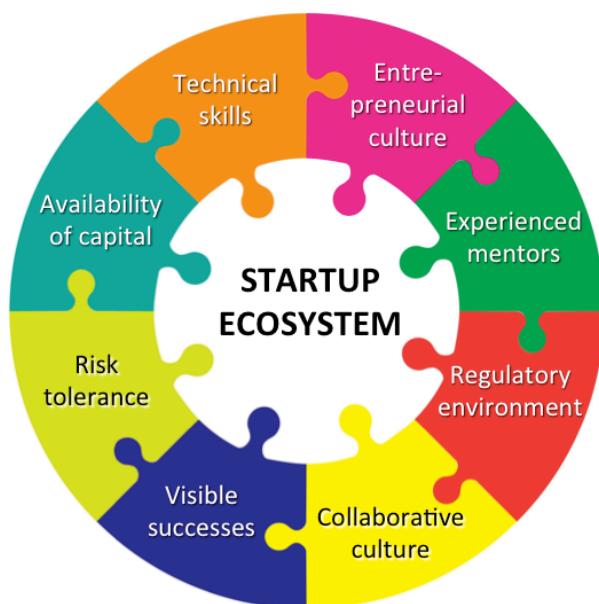 STARTUP
ECOSYSTEM
Technical
skills
Entre-
preneurial
culture
Experienced
mentors
Regulatory
environment
Collaborative
culture
Visible
successes
Risk
tolerance
Availability
of capital